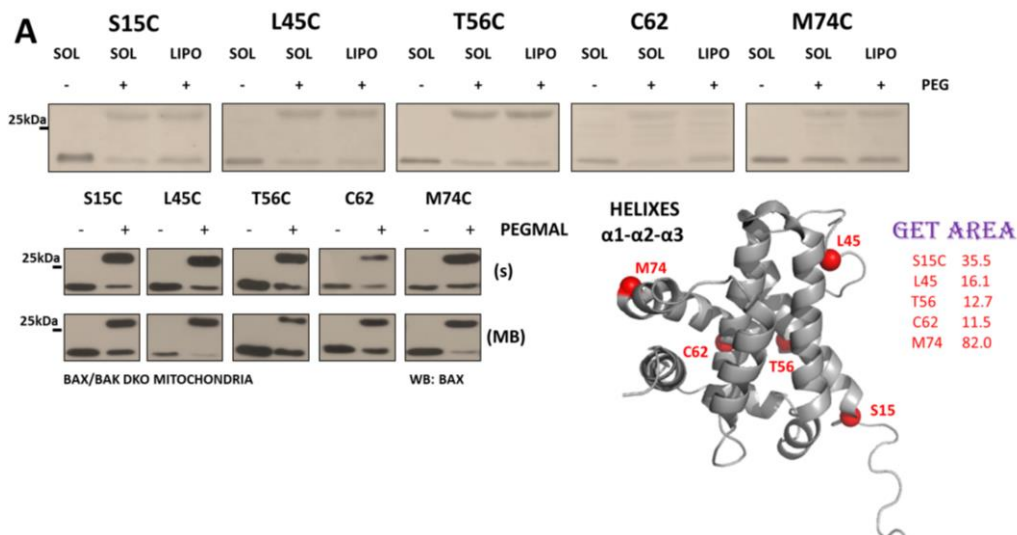 A
S15C L45C T56C C62 M74C
SOL SOL LIPO SOL SOL LIPO SOL SOL LIPO SOL SOL LIPO SOL SOL LIPO
- + + - + + - + + - + + - + + PEG
25kDa
S15C L45C T56C C62 M74C
- + - + - + - + - + PEGMAL
25kDa (s)
25kDa (MB)
BAX/BAK DKO MITOCHONDRIA WB: BAX
HELIXES
α1-α2-α3
L45
M74
C62
T56
S15
GET AREA
S15C 35.5
L45 16.1
T56 12.7
C62 11.5
M74 82.0